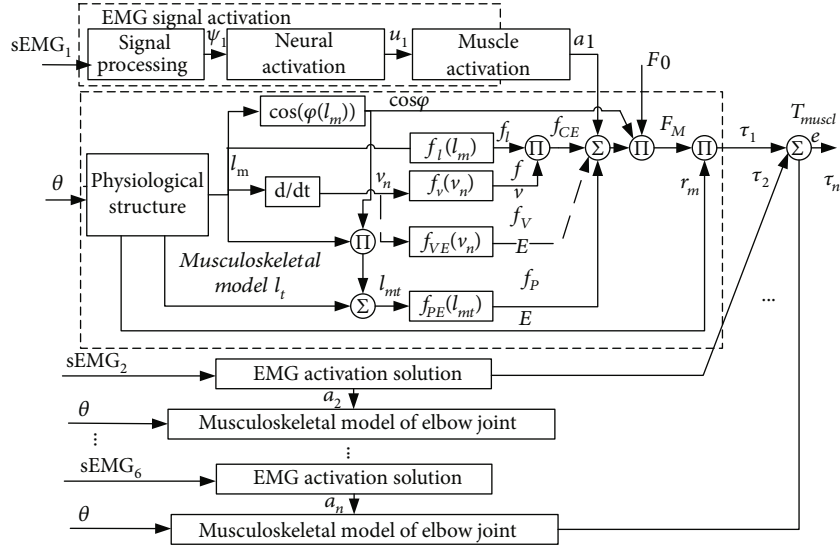 EMG signal activation
sEMG1
Signal processing
ψ1
Neural activation
u1
Muscle activation
a1
F0
cos(φ(lm))
cosφ
fl(lm)
fl
fCE
FM
τ1
Tmuscl
e
θ
Physiological structure
lm
d/dt
vn
fv(vn)
f
v
rm
τ2
τn
fV
E
fVE(vn)
Π
Π
Π
Π
Σ
Σ
Σ
Musculoskeletal model lt
lmt
fPE(lmt)
fP
E
...
sEMG2
EMG activation solution
a2
θ
Musculoskeletal model of elbow joint
...
...
sEMG6
EMG activation solution
an
θ
Musculoskeletal model of elbow joint